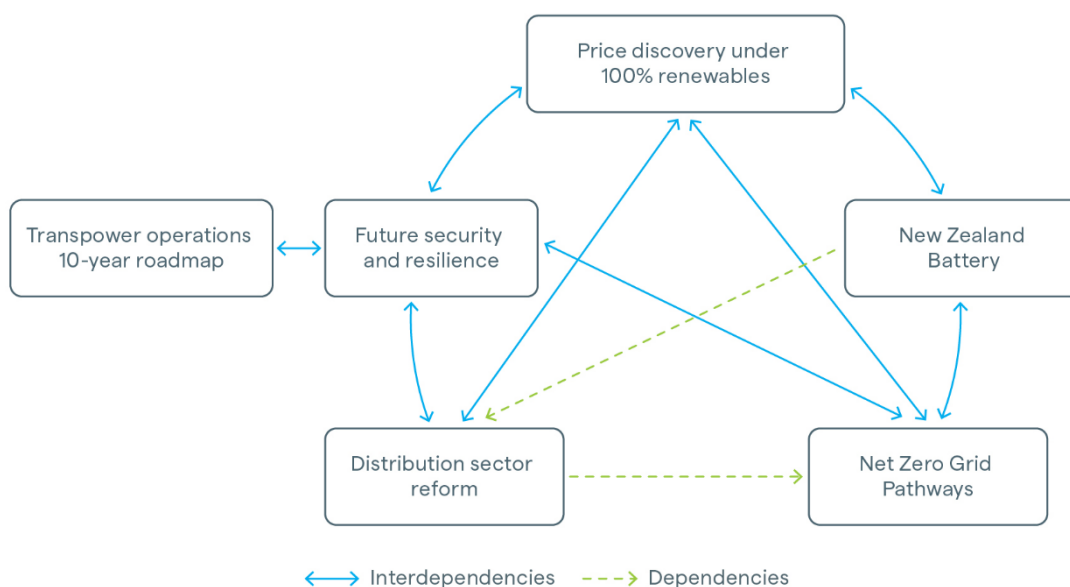 Price discovery under
100% renewables
Transpower operations
10-year roadmap
Future security
and resilience
New Zealand
Battery
Distribution sector
reform
Net Zero Grid
Pathways
Interdependencies
Dependencies